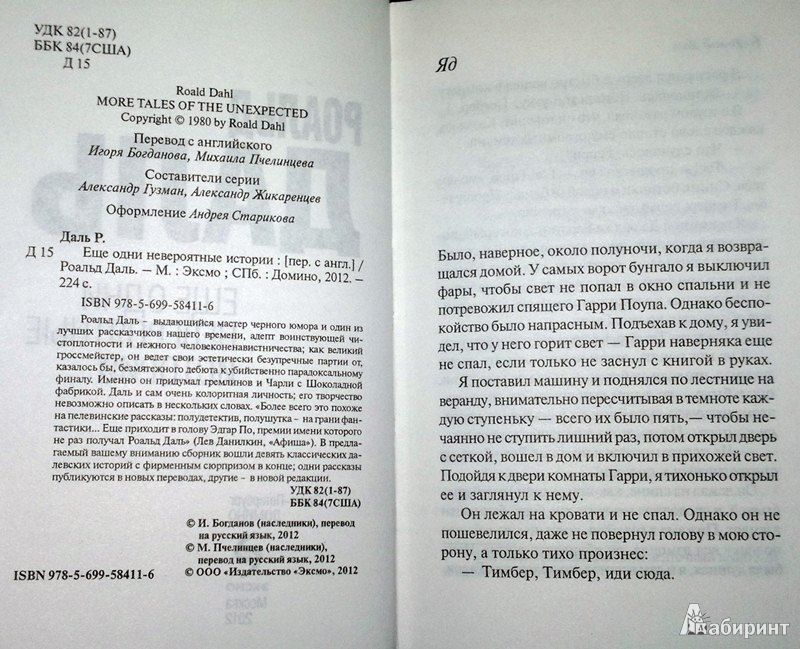 УДК 82(1-87)
ББК 84(7США)
Д 15
Roald Dahl
MORE TALES OF THE UNEXPECTED
Copyright © 1980 by Roald Dahl
Перевод с английского
Игоря Богданова, Михаила Пчелинцева
Составители серии
Александр Гузман, Александр Жикаренцев
Оформление Андрея Старикова
Даль Р.
Д 15 Еще одни невероятные истории : [пер. с англ.] /
Роальд Даль. – М. : Эксмо ; СПб. : Домино, 2012. –
224 с.
ISBN 978-5-699-58411-6
Роальд Даль – выдающийся мастер черного юмора и один из
лучших рассказчиков нашего времени, адепт воинствующей чисто-
плотности и нежного человеконенавистничества; как великий
гроссмейстер, он ведет свои эстетически безупречные партии от,
казалось бы, безмятежного дебюта к убийственно парадоксальному
финалу. Именно он придумал гремлинов и Чарли с Шоколадной
фабрикой. Даль и сам очень колоритная личность; его творчество
невозможно описать в нескольких словах. «Более всего это похоже
на пелевинские рассказы: полудетектив, полушутка – на грани фан-
тастики... Еще приходит в голову Эдгар По, премии имени которого
не раз получал Роальд Даль» (Лев Данилкин, «Афиша»). В предла-
гаемый вашему вниманию сборник вошли девять классических да-
левских историй с фирменным сюрпризом в конце; одни рассказы
публикуются в новых переводах, другие – в новой редакции.
УДК 82(1-87)
ББК 84(7США)
© И. Богданов (наследники), перевод
на русский язык, 2012
© М. Пчелинцев (наследники),
перевод на русский язык, 2012
ISBN 978-5-699-58411-6 © ООО «Издательство «Эксмо», 2012
Яд
Было, наверное, около полуночи, когда я возвра-
щался домой. У самых ворот бунгало я выключил
фары, чтобы свет не попал в окно спальни и не
потревожил спящего Гарри Поупа. Однако беспо-
койство было напрасным. Подъехав к дому, я уви-
дел, что у него горит свет — Гарри наверняка еще
не спал, если только не заснул с книгой в руках.
Я поставил машину и поднялся по лестнице на
веранду, внимательно пересчитывая в темноте каж-
дую ступеньку — всего их было пять,— чтобы не-
чаянно не ступить лишний раз, потом открыл дверь
с сеткой, вошел в дом и включил в прихожей свет.
Подойдя к двери комнаты Гарри, я тихонько открыл
ее и заглянул к нему.
Он лежал на кровати и не спал. Однако он не
пошевелился, даже не повернул голову в мою сто-
рону, а только тихо произнес:
— Тимбер, Тимбер, иди сюда.
Лабиринт